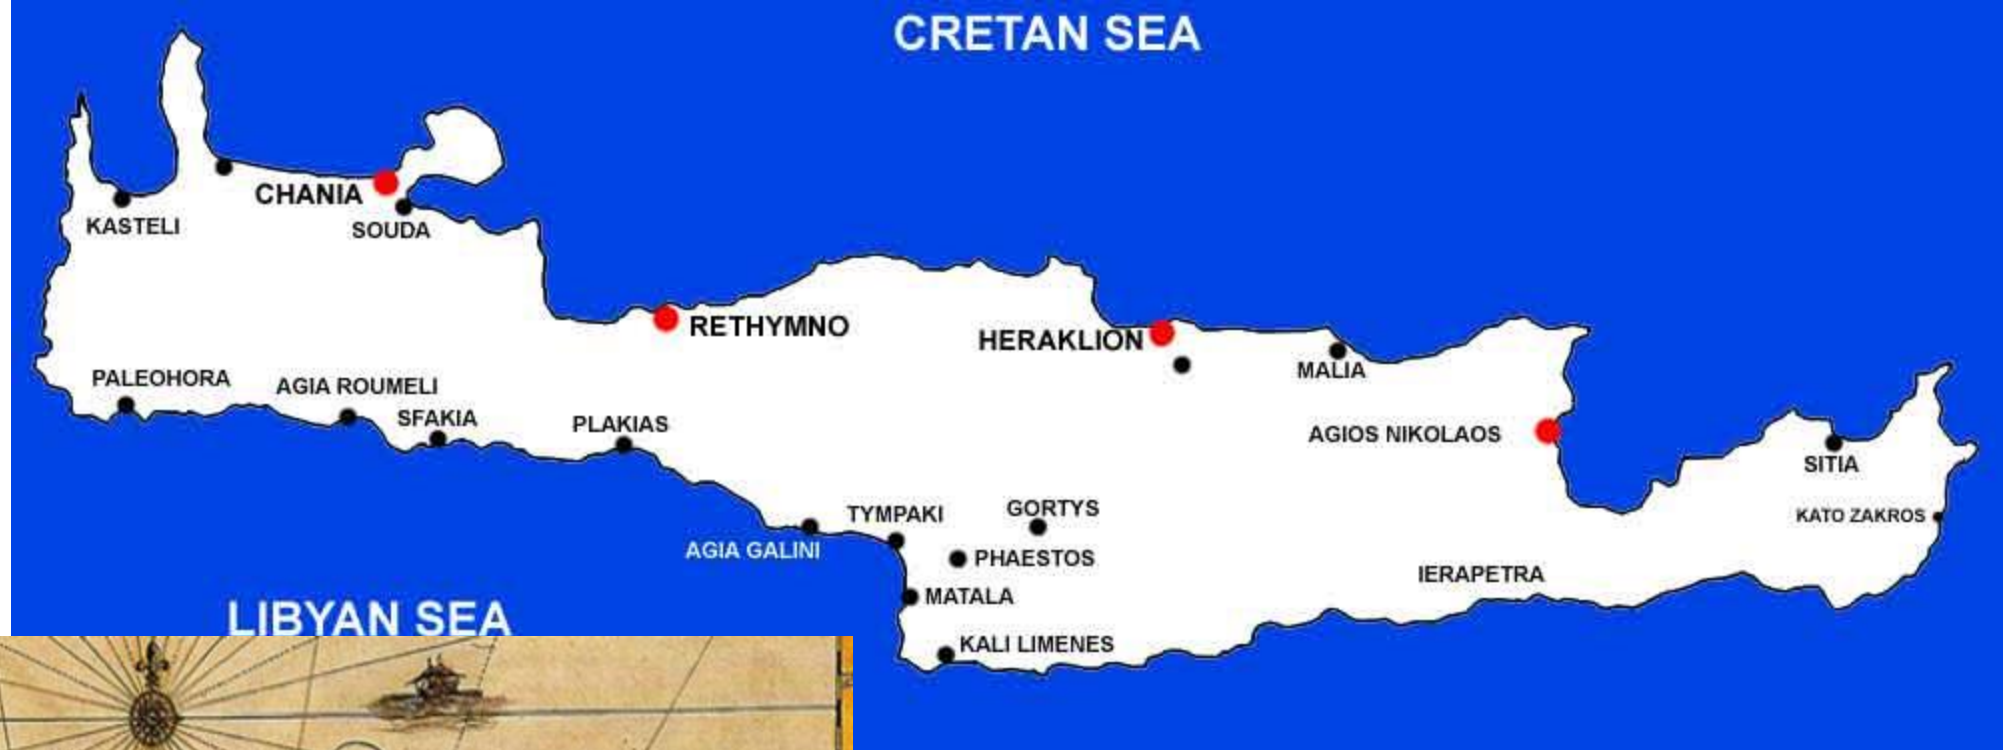 CRETAN SEA
CHANIA
KASTELI
SOUDA
RETHYMNO
HERAKLION
MALIA
PALEOHORA
AGIA ROUMELI
SFAKIA
PLAKIAS
AGIOS NIKOLAOS
SITIA
TYMPAKI
GORTYS
KATO ZAKROS
AGIA GALINI
PHAESTOS
IERAPETRA
MATALA
LIBYAN SEA
KALI LIMENES